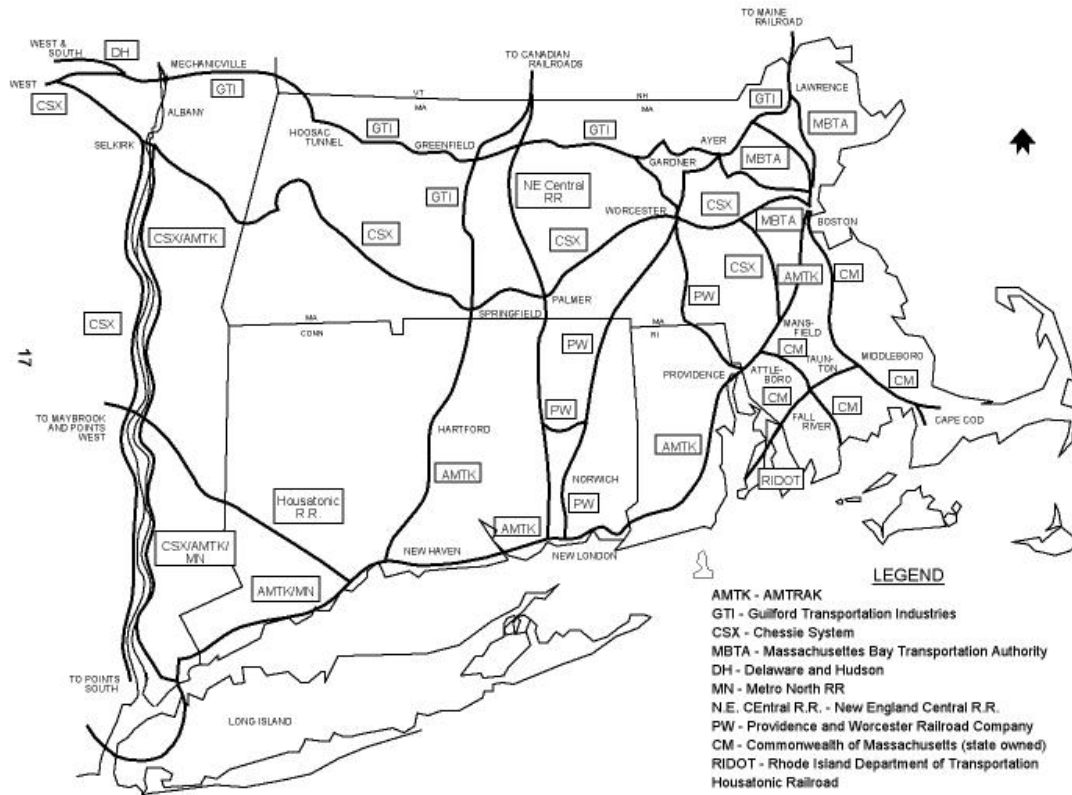 TO MAINE
RAILROAD
WEST &
SOUTH
DH
MECHANICVILLE
TO CANADIAN
RAILROADS
WEST
GTI
GTI
LAWRENCE
CSX
VT
MA
NH
MA
ALBANY
GTI
GTI
MBTA
HOOSAC
TUNNEL
GREENFIELD
AYER
SELKIRK
GARDNER
MBTA
GTI
NE Central
RR
WORCESTER
CSX
CSX/AMTK
CSX
CSX
MBTA
BOSTON
CSX
AMTK
CM
PW
PALMER
SPRINGFIELD
CSX
MA
CONN
MA
RI
MANS-
FIELD
17
PW
CM
TAUN-
TON
MIDDLEBORO
PROVIDENCE
ATTLE-
BORO
CM
CM
TO MAYBROOK
AND POINTS
WEST
PW
CM
FALL
RIVER
CAPE COD
HARTFORD
AMTK
AMTK
NORWICH
RIDOT
Housatonic
R.R.
PW
AMTK
CSX/AMTK/
MN
NEW HAVEN
NEW LONDON
AMTK/MN
TO POINTS
SOUTH
LONG ISLAND
LEGEND
AMTK - AMTRAK
GTI - Guilford Transportation Industries
CSX - Chessie System
MBTA - Massachusettes Bay Transportation Authority
DH - Delaware and Hudson
MN - Metro North RR
N.E. CEntral R.R. - New England Central R.R.
PW - Providence and Worcester Railroad Company
CM - Commonwealth of Massachusetts (state owned)
RIDOT - Rhode Island Department of Transportation
Housatonic Railroad